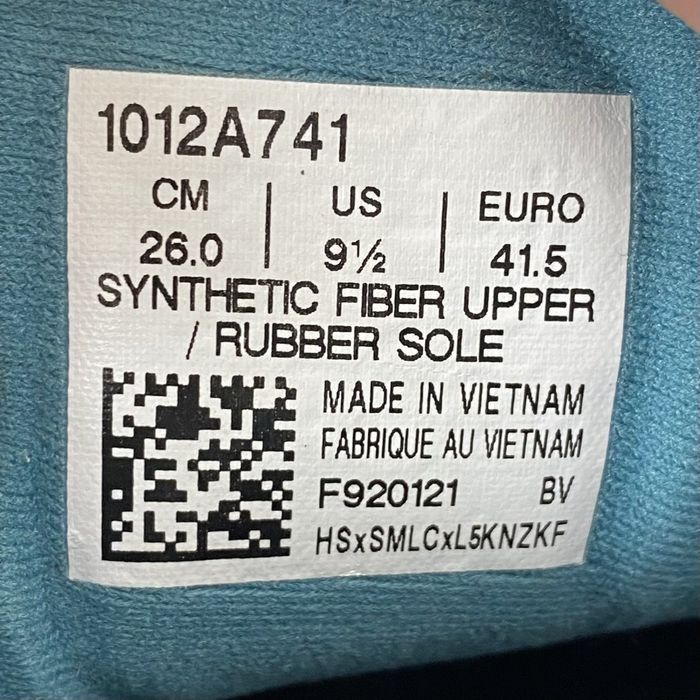 1012A741
CM | US | EURO
26.0 | 9½ | 41.5
SYNTHETIC FIBER UPPER
/ RUBBER SOLE
MADE IN VIETNAM
FABRIQUE AU VIETNAM
F920121 BV
HSxSMLCxL5KNZKF